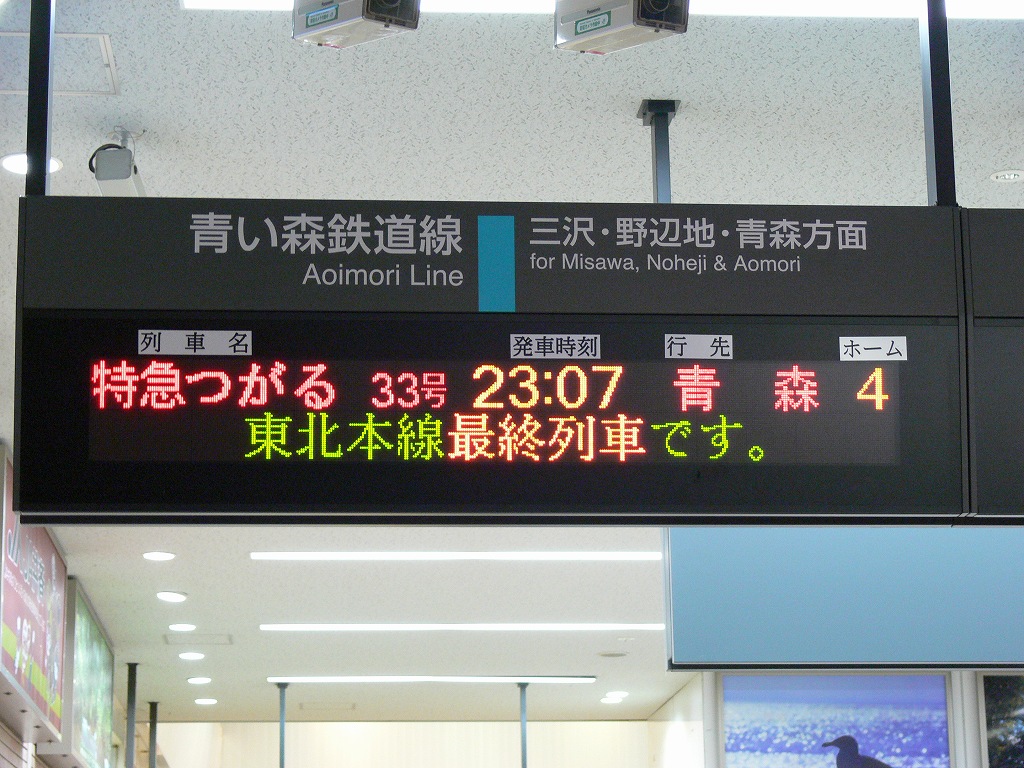 青い森鉄道線
Aoimori Line
三沢・野辺地・青森方面
for Misawa, Noheji & Aomori
列車名 発車時刻 行先 ホーム
特急つがる 33号 23:07 青森 4
東北本線最終列車です。